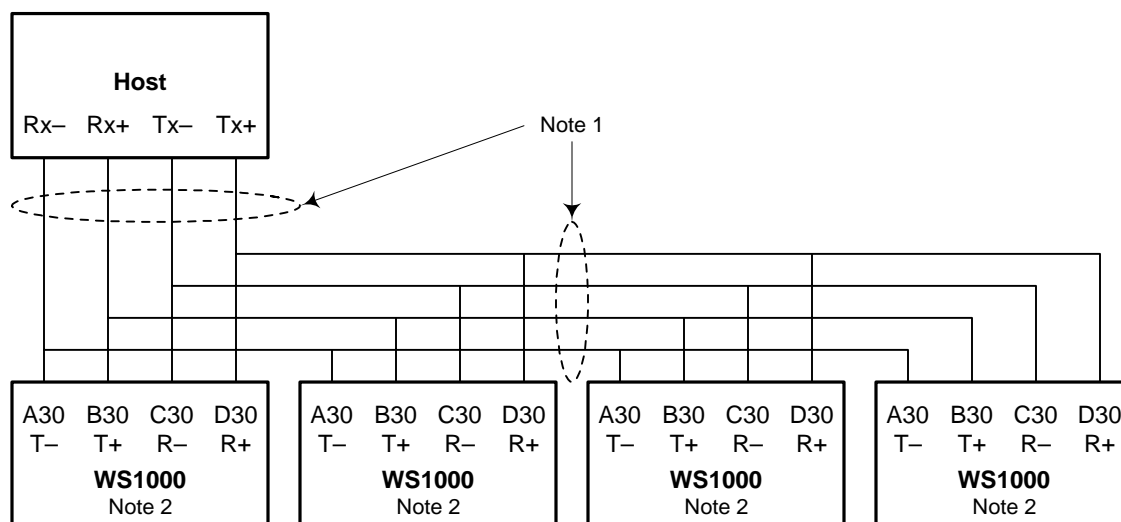 Host
Rx– Rx+ Tx– Tx+
Note 1
A30 B30 C30 D30
T– T+ R– R+
WS1000
Note 2
A30 B30 C30 D30
T– T+ R– R+
WS1000
Note 2
A30 B30 C30 D30
T– T+ R– R+
WS1000
Note 2
A30 B30 C30 D30
T– T+ R– R+
WS1000
Note 2